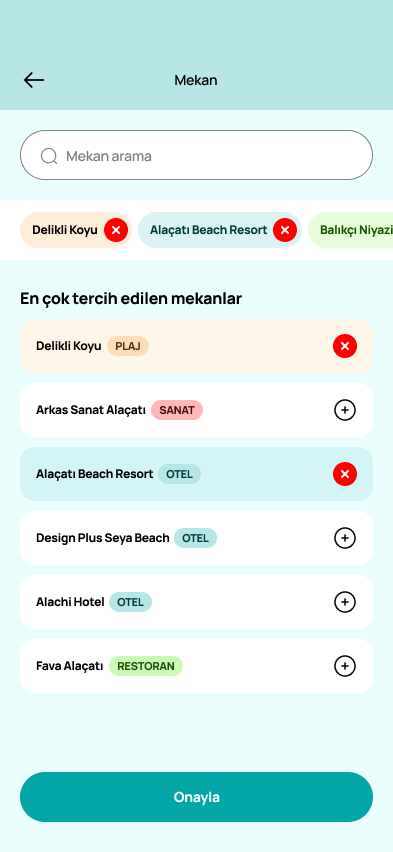 Mekan
Mekan arama
Delikli Koyu Alaçatı Beach Resort Balıkçı Niyazi
En çok tercih edilen mekanlar
Delikli Koyu PLAJ
Arkas Sanat Alaçatı SANAT
Alaçatı Beach Resort OTEL
Design Plus Seya Beach OTEL
Alachi Hotel OTEL
Fava Alaçatı RESTORAN
Onayla